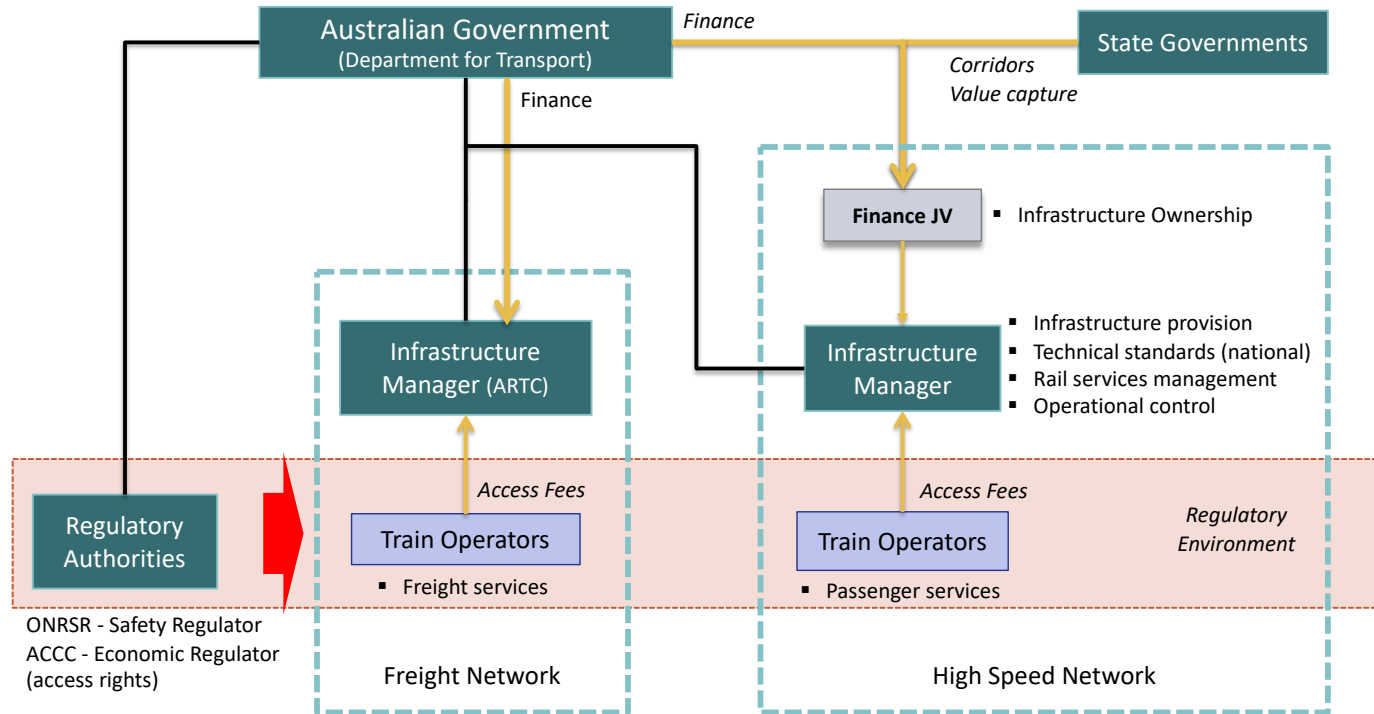 Australian Government
(Department for Transport)
Finance
State Governments
Corridors
Value capture
Finance
Finance JV
▪ Infrastructure Ownership
Infrastructure
Manager (ARTC)
Infrastructure
Manager
▪ Infrastructure provision
▪ Technical standards (national)
▪ Rail services management
▪ Operational control
Access Fees
Access Fees
Regulatory
Authorities
Train Operators
Train Operators
Regulatory
Environment
▪ Freight services
▪ Passenger services
ONRSR - Safety Regulator
ACCC - Economic Regulator
(access rights)
Freight Network
High Speed Network